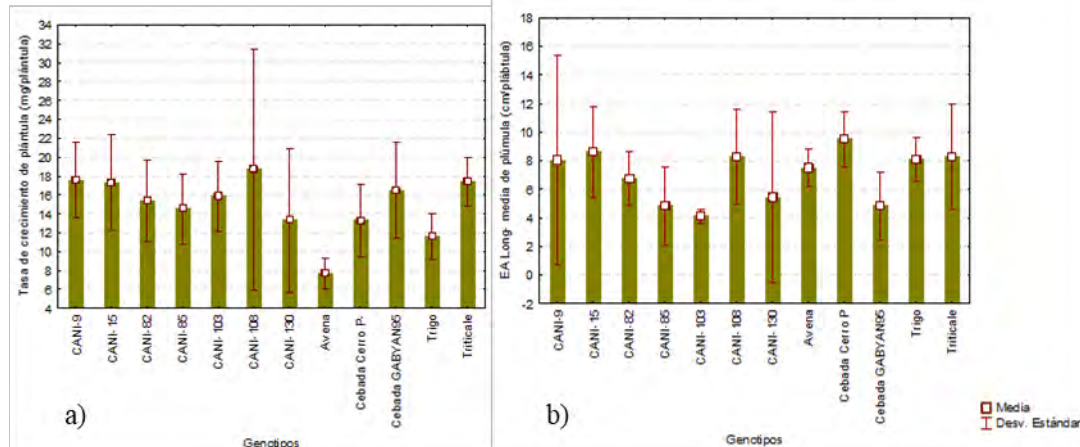 Tasa de crecimiento de plántula (mg/plántula)
34
32
30
28
26
24
22
20
18
16
14
12
10
8
6
4
CANI-9
CANI- 15
CANI- 82
CANI- 85
CANI- 103
CANI- 108
CANI- 130
Avena
Cebada Cerro P-
Cebada GABYAN95
Trigo
Triticale
a)
Genotipos
EA Long- media de plúmula (cm/plábtula)
18
16
14
12
10
8
6
4
2
0
-2
CANI-9
CANI- 15
CANI- 82
CANI- 85
CANI- 103
CANI- 108
CANI- 130
Avena
Cebada Cerro P
Cebada GABYAN95
Trigo
Triticale
b)
Genotipos
Media
Desv. Estándar